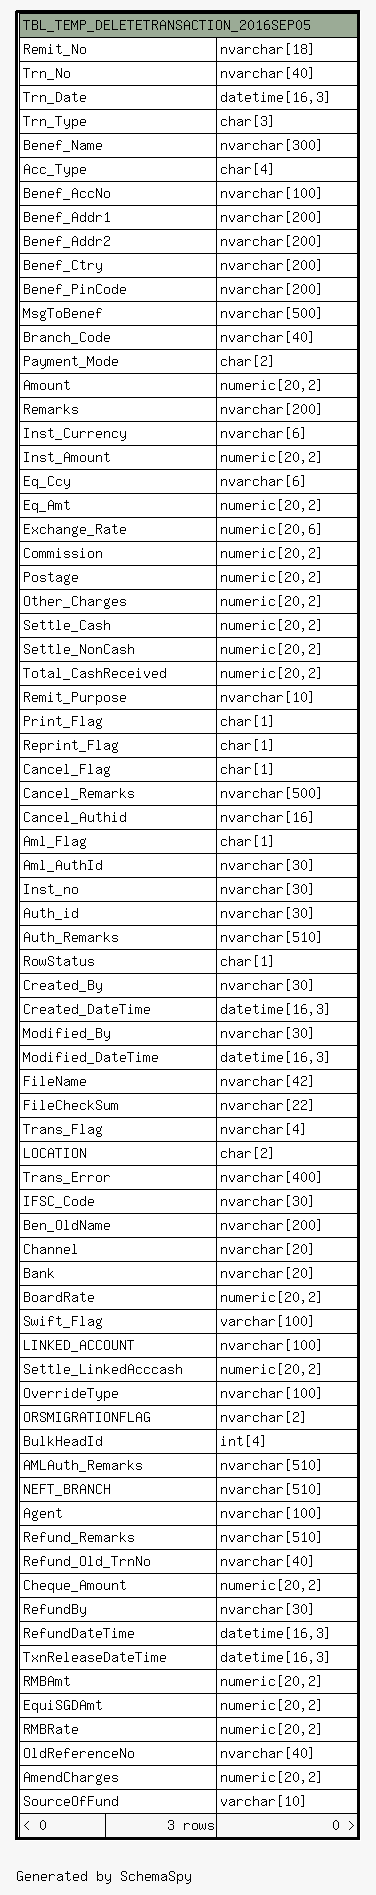 TBL_TEMP_DELETETRANSACTION_2016SEP05
Remit_No nvarchar[18]
Trn_No nvarchar[40]
Trn_Date datetime[16,3]
Trn_Type char[3]
Benef_Name nvarchar[300]
Acc_Type char[4]
Benef_AccNo nvarchar[100]
Benef_Addr1 nvarchar[200]
Benef_Addr2 nvarchar[200]
Benef_Ctry nvarchar[200]
Benef_PinCode nvarchar[200]
MsgToBenef nvarchar[500]
Branch_Code nvarchar[40]
Payment_Mode char[2]
Amount numeric[20,2]
Remarks nvarchar[200]
Inst_Currency nvarchar[6]
Inst_Amount numeric[20,2]
Eq_Ccy nvarchar[6]
Eq_Amt numeric[20,2]
Exchange_Rate numeric[20,6]
Commission numeric[20,2]
Postage numeric[20,2]
Other_Charges numeric[20,2]
Settle_Cash numeric[20,2]
Settle_NonCash numeric[20,2]
Total_CashReceived numeric[20,2]
Remit_Purpose nvarchar[10]
Print_Flag char[1]
Reprint_Flag char[1]
Cancel_Flag char[1]
Cancel_Remarks nvarchar[500]
Cancel_Authid nvarchar[16]
Aml_Flag char[1]
Aml_AuthId nvarchar[30]
Inst_no nvarchar[30]
Auth_id nvarchar[30]
Auth_Remarks nvarchar[510]
RowStatus char[1]
Created_By nvarchar[30]
Created_DateTime datetime[16,3]
Modified_By nvarchar[30]
Modified_DateTime datetime[16,3]
FileName nvarchar[42]
FileCheckSum nvarchar[22]
Trans_Flag nvarchar[4]
LOCATION char[2]
Trans_Error nvarchar[400]
IFSC_Code nvarchar[30]
Ben_OldName nvarchar[200]
Channel nvarchar[20]
Bank nvarchar[20]
BoardRate numeric[20,2]
Swift_Flag varchar[100]
LINKED_ACCOUNT nvarchar[100]
Settle_LinkedAcccash numeric[20,2]
OverrideType nvarchar[100]
ORSMIGRATIONFLAG nvarchar[2]
BulkHeadId int[4]
AMLAuth_Remarks nvarchar[510]
NEFT_BRANCH nvarchar[510]
Agent nvarchar[100]
Refund_Remarks nvarchar[510]
Refund_Old_TrnNo nvarchar[40]
Cheque_Amount numeric[20,2]
RefundBy nvarchar[30]
RefundDateTime datetime[16,3]
TxnReleaseDateTime datetime[16,3]
RMBAmt numeric[20,2]
EquiSGDAmt numeric[20,2]
RMBRate numeric[20,2]
OldReferenceNo nvarchar[40]
AmendCharges numeric[20,2]
SourceOfFund varchar[10]
< 0 3 rows 0 >
Generated by SchemaSpy